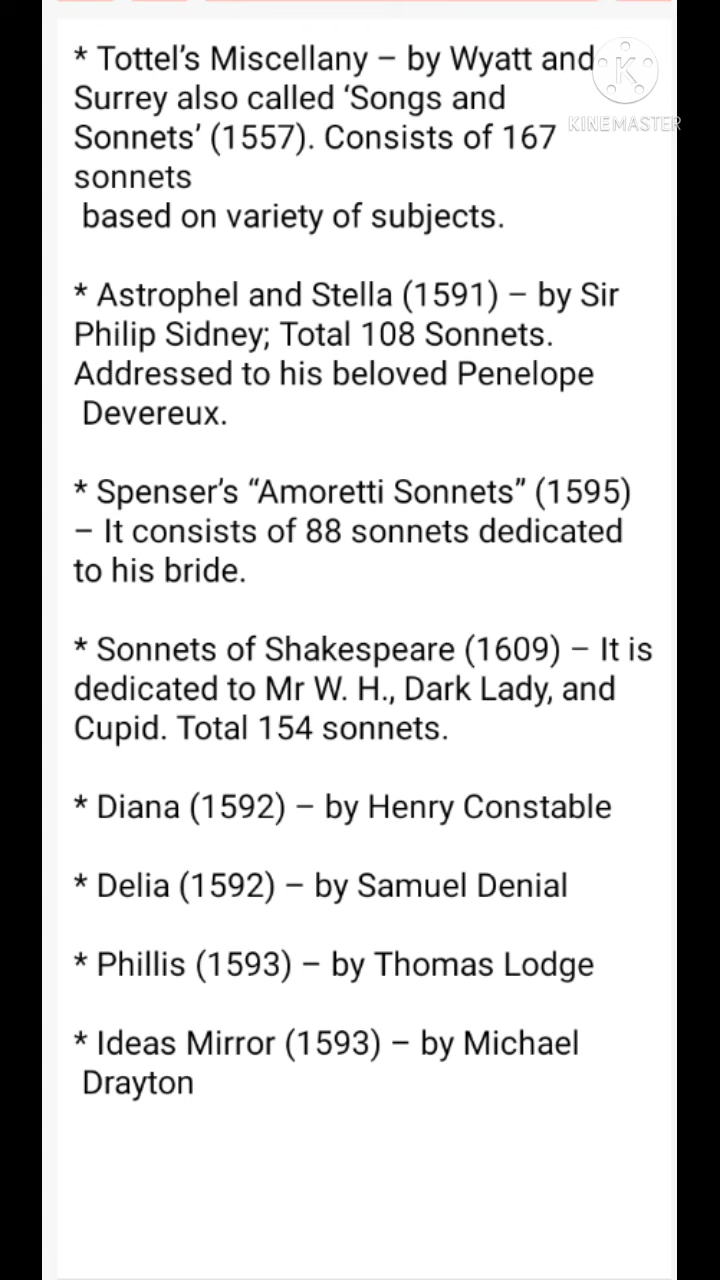 * Tottel’s Miscellany – by Wyatt and
Surrey also called ‘Songs and
Sonnets’ (1557). Consists of 167
sonnets
based on variety of subjects.
* Astrophel and Stella (1591) – by Sir
Philip Sidney; Total 108 Sonnets.
Addressed to his beloved Penelope
Devereux.
* Spenser’s “Amoretti Sonnets” (1595)
– It consists of 88 sonnets dedicated
to his bride.
* Sonnets of Shakespeare (1609) – It is
dedicated to Mr W. H., Dark Lady, and
Cupid. Total 154 sonnets.
* Diana (1592) – by Henry Constable
* Delia (1592) – by Samuel Denial
* Phillis (1593) – by Thomas Lodge
* Ideas Mirror (1593) – by Michael
Drayton
K
KINEMASTER